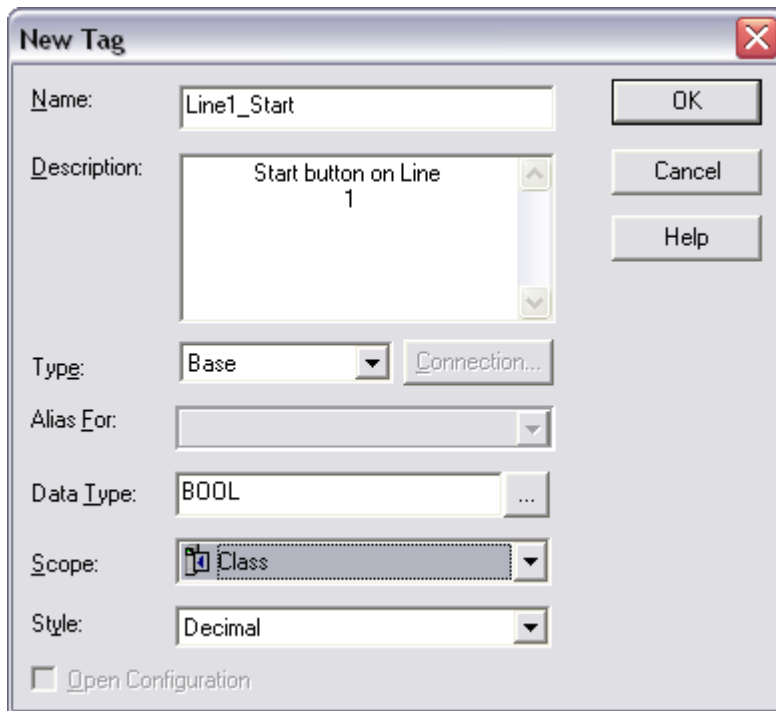 New Tag
Name:
Line1_Start
OK
Description:
Start button on Line
1
Cancel
Help
Type:
Base
Connection...
Alias For:
Data Type:
BOOL
...
Scope:
Class
Style:
Decimal
Open Configuration